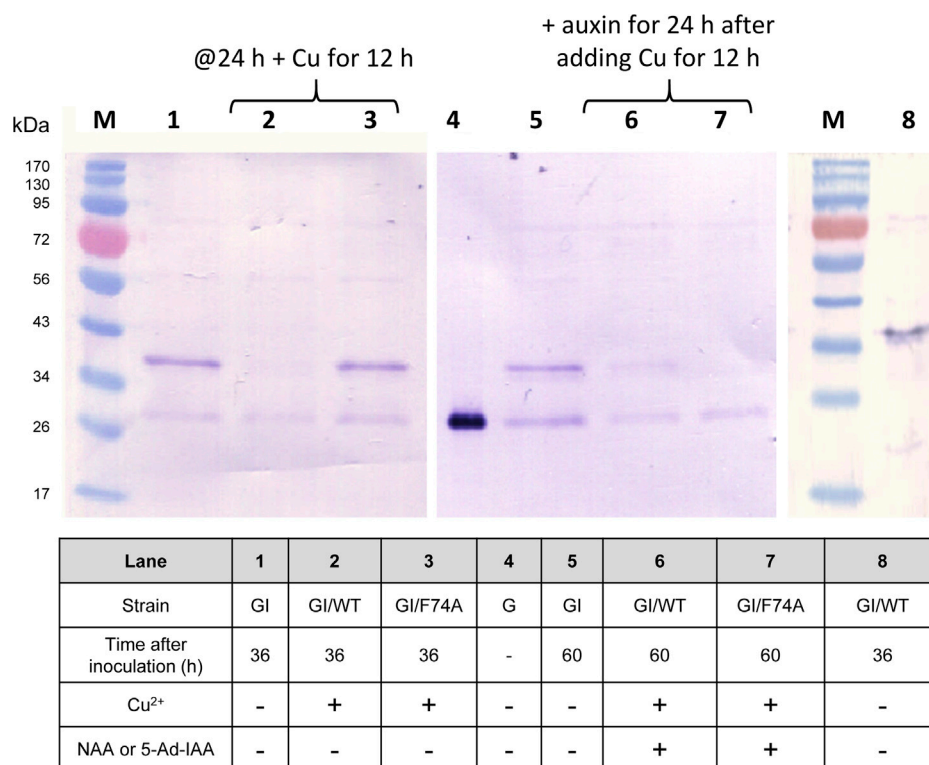 + auxin for 24 h after
@24 h + Cu for 12 h
adding Cu for 12 h
kDa M 1 2 3 4 5 6 7 M 8
170
130
95
72
56
43
34
26
17
Lane 1 2 3 4 5 6 7 8
Strain GI GI/WT GI/F74A G GI GI/WT GI/F74A GI/WT
Time after
inoculation (h) 36 36 36 - 60 60 60 36
Cu²⁺ - + + - - + + -
NAA or 5-Ad-IAA - - - - - + + -